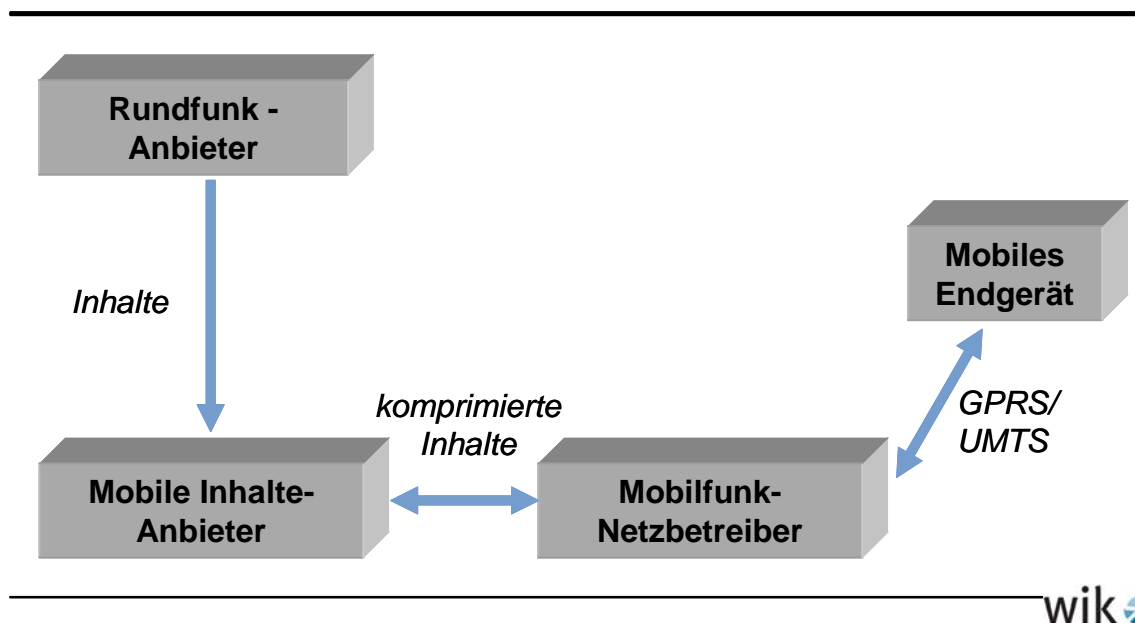 Rundfunk -
Anbieter
Inhalte
Mobiles
Endgerät
komprimierte
Inhalte
GPRS/
UMTS
Mobile Inhalte-
Anbieter
Mobilfunk-
Netzbetreiber
wik